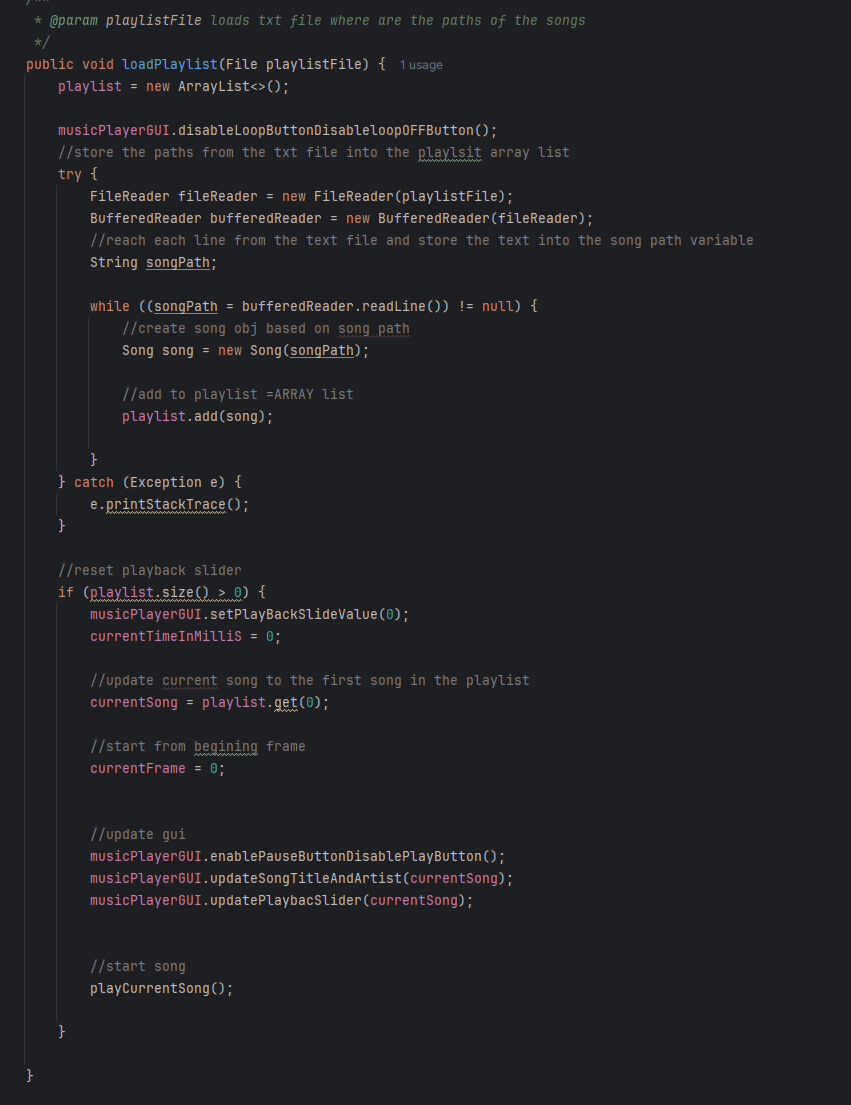 /**
* @param playlistFile loads txt file where are the paths of the songs
*/
public void loadPlaylist(File playlistFile) { 1 usage
playlist = new ArrayList<>();
musicPlayerGUI.disableLoopButtonDisableloopOFFButton();
//store the paths from the txt file into the playlsit array list
try {
FileReader fileReader = new FileReader(playlistFile);
BufferedReader bufferedReader = new BufferedReader(fileReader);
//reach each line from the text file and store the text into the song path variable
String songPath;
while ((songPath = bufferedReader.readLine()) != null) {
//create song obj based on song path
Song song = new Song(songPath);
//add to playlist =ARRAY list
playlist.add(song);
}
} catch (Exception e) {
e.printStackTrace();
}
//reset playback slider
if (playlist.size() > 0) {
musicPlayerGUI.setPlayBackSlideValue(0);
currentTimeInMilliS = 0;
//update current song to the first song in the playlist
currentSong = playlist.get(0);
//start from begining frame
currentFrame = 0;
//update gui
musicPlayerGUI.enablePauseButtonDisablePlayButton();
musicPlayerGUI.updateSongTitleAndArtist(currentSong);
musicPlayerGUI.updatePlaybacSlider(currentSong);
//start song
playCurrentSong();
}
}